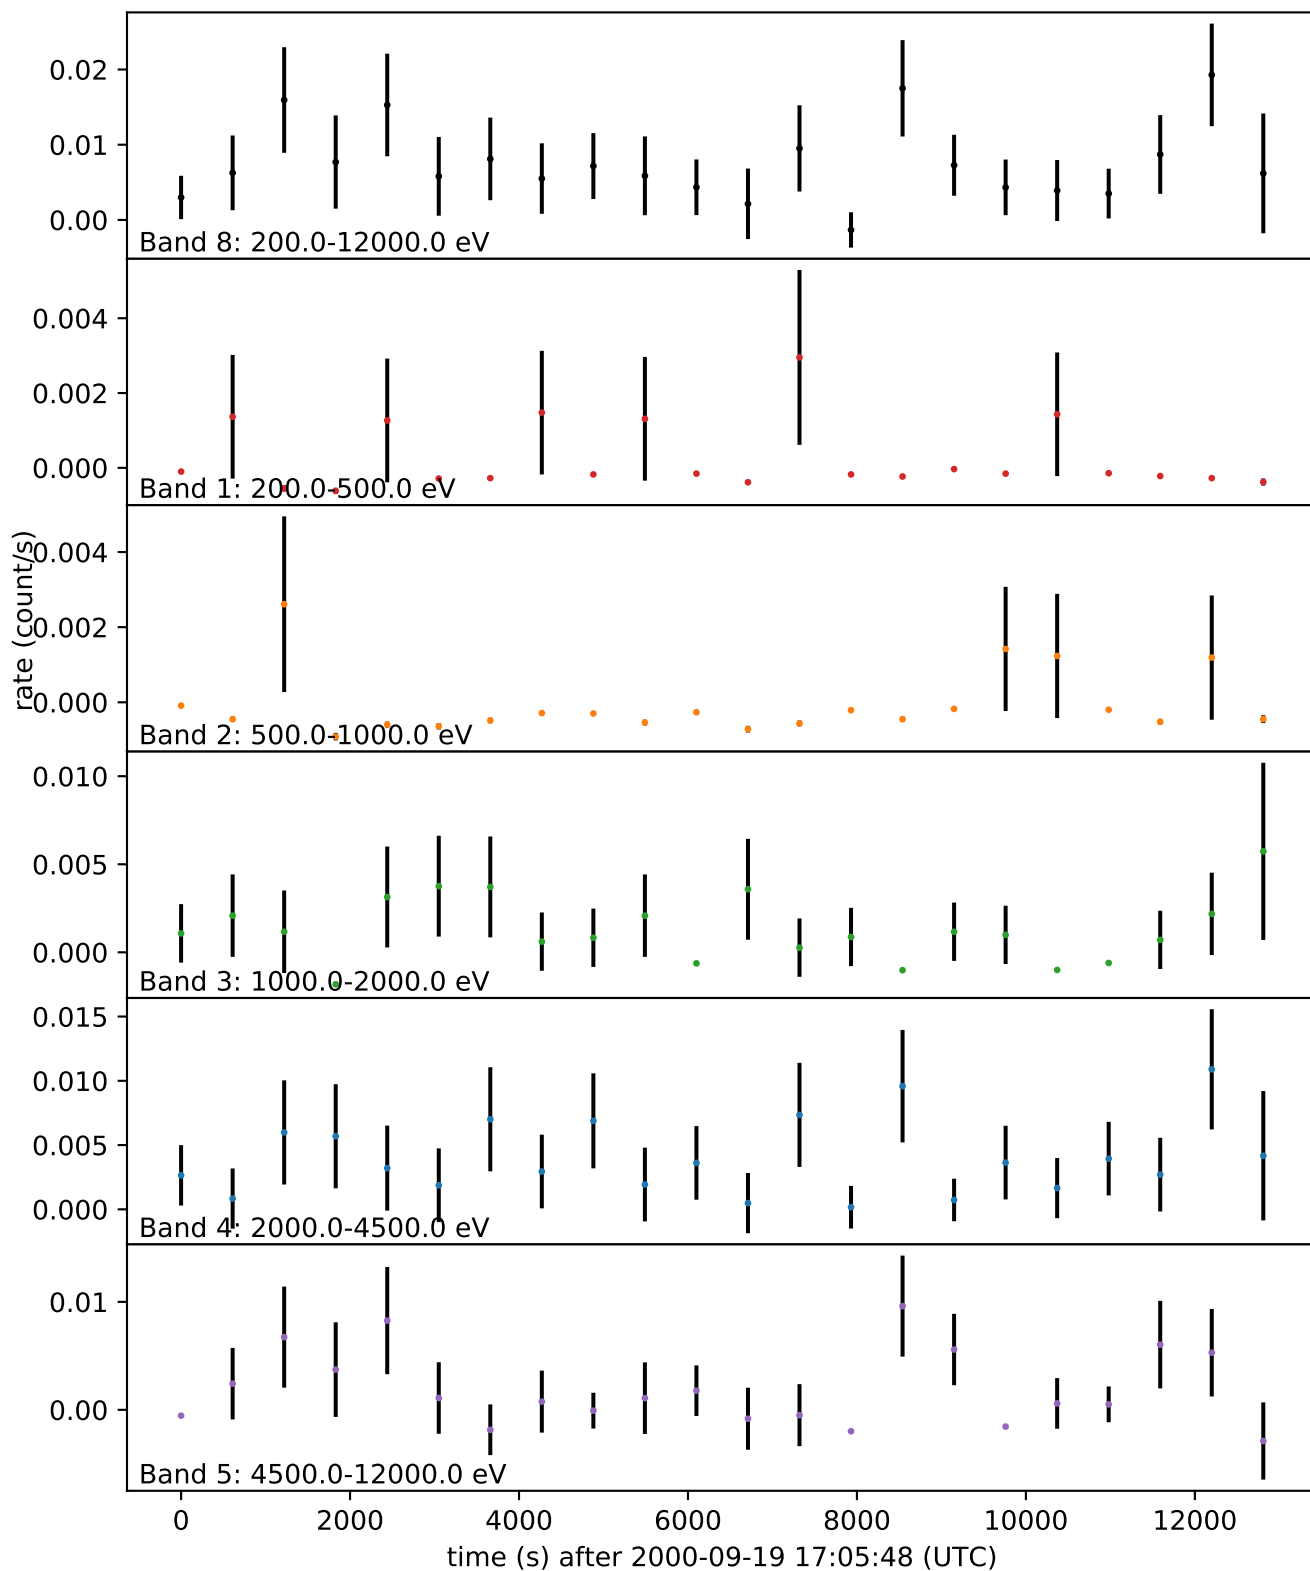 0.02
0.01
0.00
Band 8: 200.0-12000.0 eV
0.004
0.002
0.000
Band 1: 200.0-500.0 eV
rate (count/s)
0.004
0.002
0.000
Band 2: 500.0-1000.0 eV
0.010
0.005
0.000
Band 3: 1000.0-2000.0 eV
0.015
0.010
0.005
0.000
Band 4: 2000.0-4500.0 eV
0.01
0.00
Band 5: 4500.0-12000.0 eV
0 2000 4000 6000 8000 10000 12000
time (s) after 2000-09-19 17:05:48 (UTC)